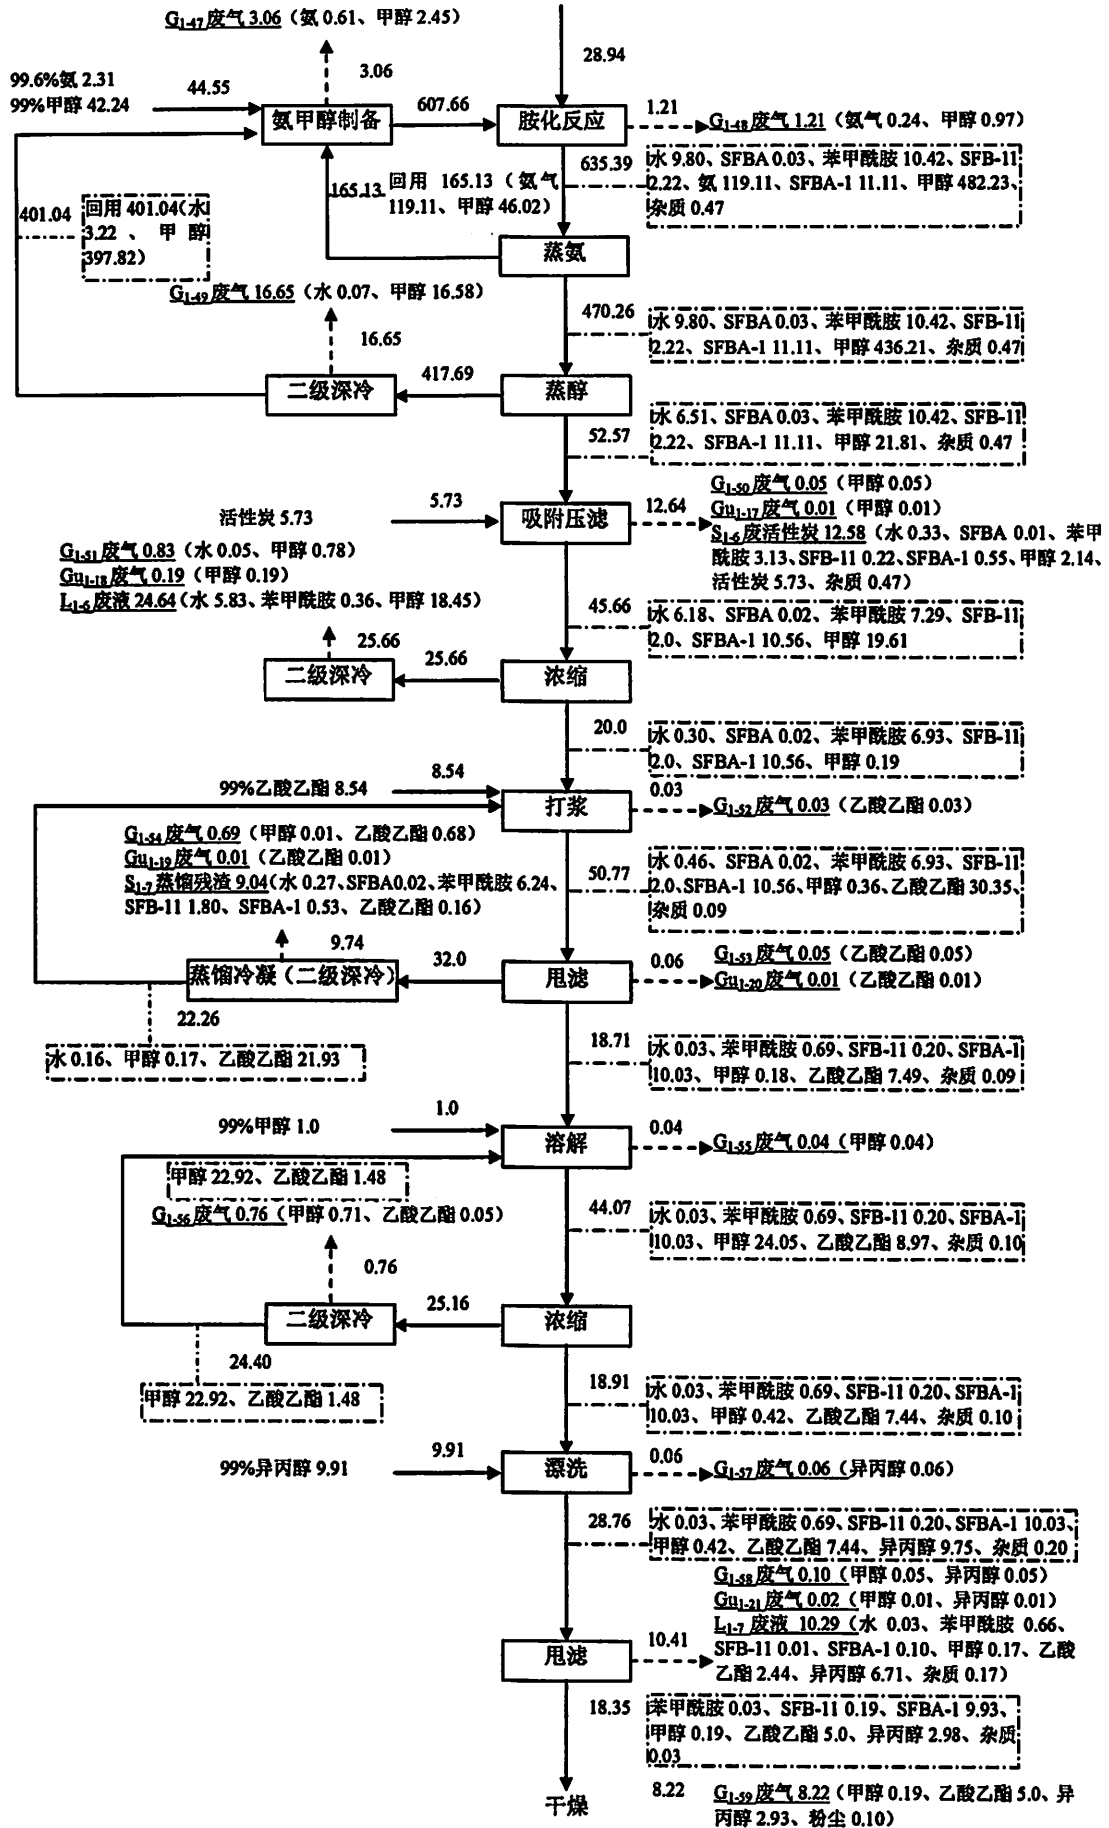 G1-47废气 3.06（氨 0.61、甲醇 2.45）
28.94
3.06
99.6%氨 2.31
99%甲醇 42.24
44.55
氨甲醇制备
607.66
胺化反应
1.21
G1-48废气 1.21（氨气 0.24、甲醇 0.97）
635.39
水 9.80、SFBA 0.03、苯甲酰胺 10.42、SFB-11
2.22、氨 119.11、SFBA-1 11.11、甲醇 482.23、
杂质 0.47
165.13
回用 165.13（氨气
119.11、甲醇 46.02）
401.04
回用 401.04(水
3.22 、 甲醇
397.82）
蒸氨
G1-49废气 16.65（水 0.07、甲醇 16.58）
16.65
470.26
水 9.80、SFBA 0.03、苯甲酰胺 10.42、SFB-11
2.22、SFBA-1 11.11、甲醇 436.21、杂质 0.47
二级深冷
417.69
蒸醇
52.57
水 6.51、SFBA 0.03、苯甲酰胺 10.42、SFB-11
2.22、SFBA-1 11.11、甲醇 21.81、杂质 0.47
活性炭 5.73
5.73
吸附压滤
12.64
G1-50废气 0.05（甲醇 0.05）
Gu1-17废气 0.01（甲醇 0.01）
S1-6废活性炭 12.58（水 0.33、SFBA 0.01、苯甲
酰胺 3.13、SFB-11 0.22、SFBA-1 0.55、甲醇 2.14、
活性炭 5.73、杂质 0.47）
G1-51废气 0.83（水 0.05、甲醇 0.78）
Gu1-18废气 0.19（甲醇 0.19）
L1-6废液 24.64（水 5.83、苯甲酰胺 0.36、甲醇 18.45）
25.66
45.66
水 6.18、SFBA 0.02、苯甲酰胺 7.29、SFB-11
2.0、SFBA-1 10.56、甲醇 19.61
二级深冷
25.66
浓缩
20.0
水 0.30、SFBA 0.02、苯甲酰胺 6.93、SFB-11
2.0、SFBA-1 10.56、甲醇 0.19
99%乙酸乙酯 8.54
8.54
打浆
0.03
G1-52废气 0.03（乙酸乙酯 0.03）
G1-54废气 0.69（甲醇 0.01、乙酸乙酯 0.68）
Gu1-19废气 0.01（乙酸乙酯 0.01）
S1-7蒸馏残渣 9.04（水 0.27、SFBA0.02、苯甲酰胺 6.24、
SFB-11 1.80、SFBA-1 0.53、乙酸乙酯 0.16）
9.74
50.77
水 0.46、SFBA 0.02、苯甲酰胺 6.93、SFB-11
2.0、SFBA-1 10.56、甲醇 0.36、乙酸乙酯 30.35、
杂质 0.09
蒸馏冷凝（二级深冷）
32.0
甩滤
0.06
G1-53废气 0.05（乙酸乙酯 0.05）
Gu1-20废气 0.01（乙酸乙酯 0.01）
22.26
水 0.16、甲醇 0.17、乙酸乙酯 21.93
18.71
水 0.03、苯甲酰胺 0.69、SFB-11 0.20、SFBA-1
10.03、甲醇 0.18、乙酸乙酯 7.49、杂质 0.09
99%甲醇 1.0
1.0
溶解
0.04
G1-55废气 0.04（甲醇 0.04）
甲醇 22.92、乙酸乙酯 1.48
G1-56废气 0.76（甲醇 0.71、乙酸乙酯 0.05）
0.76
44.07
水 0.03、苯甲酰胺 0.69、SFB-11 0.20、SFBA-1
10.03、甲醇 24.05、乙酸乙酯 8.97、杂质 0.10
二级深冷
25.16
浓缩
24.40
甲醇 22.92、乙酸乙酯 1.48
18.91
水 0.03、苯甲酰胺 0.69、SFB-11 0.20、SFBA-1
10.03、甲醇 0.42、乙酸乙酯 7.44、杂质 0.10
99%异丙醇 9.91
9.91
漂洗
0.06
G1-57废气 0.06（异丙醇 0.06）
28.76
水 0.03、苯甲酰胺 0.69、SFB-11 0.20、SFBA-1 10.03、
甲醇 0.42、乙酸乙酯 7.44、异丙醇 9.75、杂质 0.20
G1-58废气 0.10（甲醇 0.05、异丙醇 0.05）
Gu1-21废气 0.02（甲醇 0.01、异丙醇 0.01）
L1-7废液 10.29（水 0.03、苯甲酰胺 0.66、
SFB-11 0.01、SFBA-1 0.10、甲醇 0.17、乙酸
乙酯 2.44、异丙醇 6.71、杂质 0.17）
甩滤
10.41
18.35
苯甲酰胺 0.03、SFB-11 0.19、SFBA-1 9.93、
甲醇 0.19、乙酸乙酯 5.0、异丙醇 2.98、杂质
0.03
干燥
8.22
G1-59废气 8.22（甲醇 0.19、乙酸乙酯 5.0、异
丙醇 2.93、粉尘 0.10）